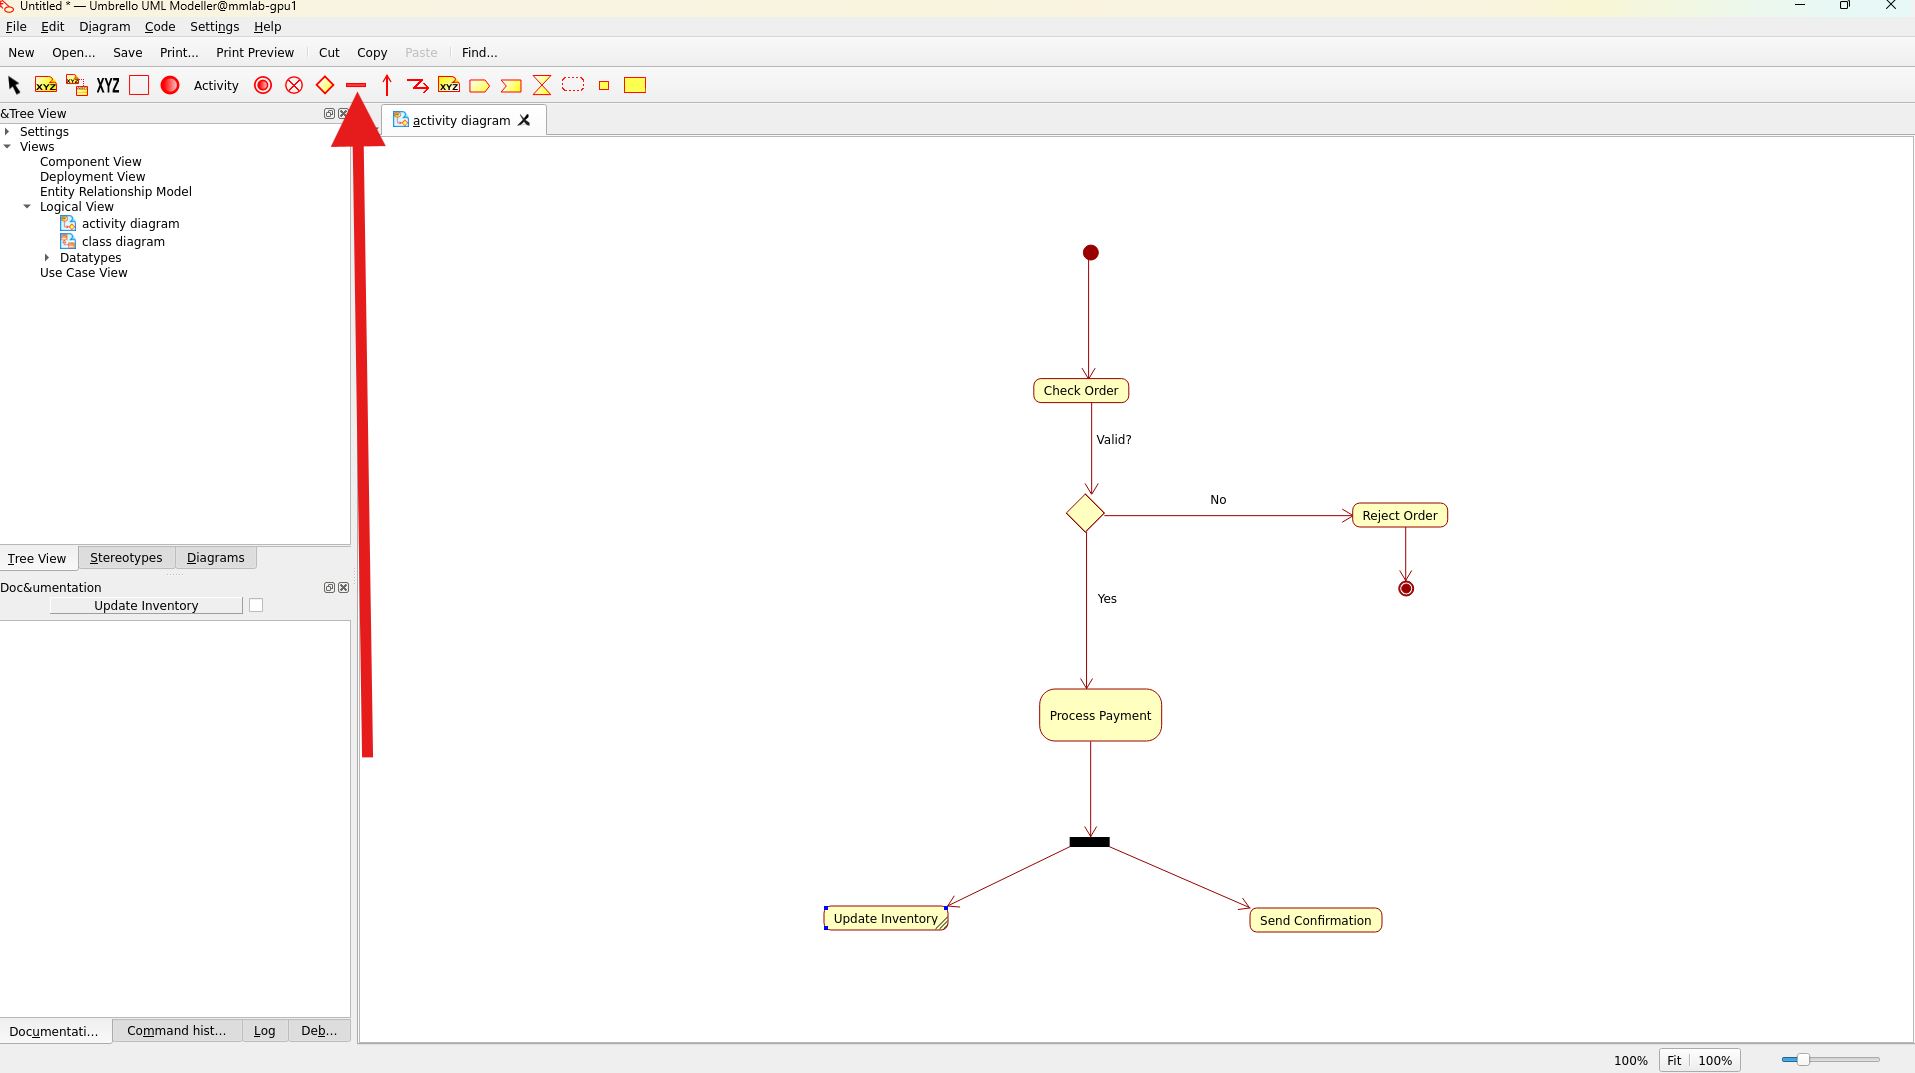 Untitled * — Umbrello UML Modeller@mmlab-gpu1
File Edit Diagram Code Settings Help
New Open... Save Print... Print Preview Cut Copy Paste Find...
XYZ XYZ XYZ Activity XYZ
&Tree View
activity diagram
Settings
Views
Component View
Deployment View
Entity Relationship Model
Logical View
activity diagram
class diagram
Datatypes
Use Case View
Check Order
Valid?
No
Reject Order
Tree View Stereotypes Diagrams
Doc&umentation
Update Inventory
Yes
Process Payment
Update Inventory
Send Confirmation
Documentati... Command hist... Log Deb...
100% Fit 100%